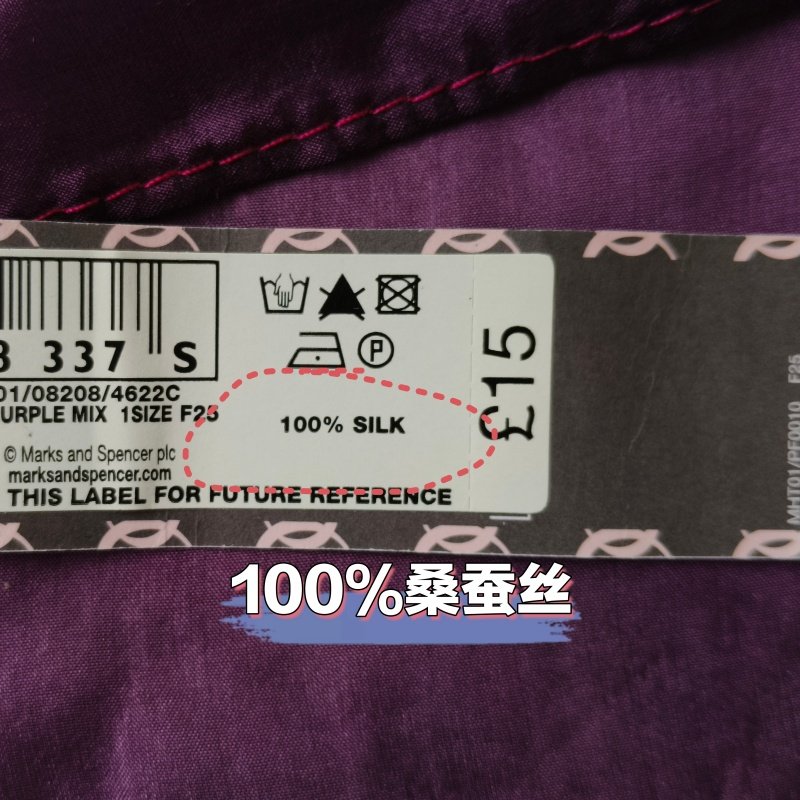 8 337 S
01/08208/4622C
URPLE MIX 1SIZE F25
© Marks and Spencer plc
marksandspencer.com
THIS LABEL FOR FUTURE REFERENCE
P
100% SILK
£15
MHT01/PF0010 F25
100%桑蚕丝